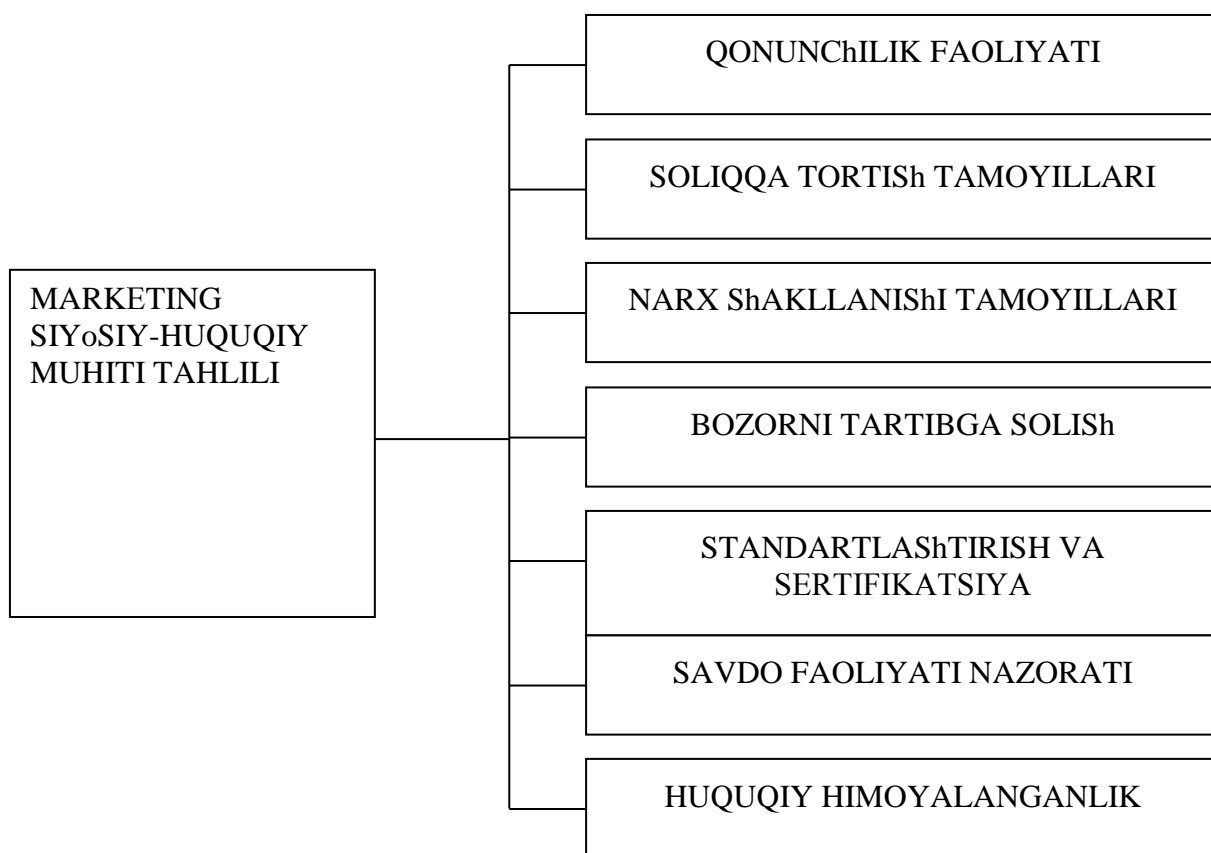 QONUNChILIK FAOLIYATI
SOLIQQA TORTISh TAMOYILLARI
MARKETING
SIYoSIY-HUQUQIY
MUHITI TAHLILI
NARX ShAKLLANIShI TAMOYILLARI
BOZORNI TARTIBGA SOLISh
STANDARTLAShTIRISH VA
SERTIFIKATSIYA
SAVDO FAOLIYATI NAZORATI
HUQUQIY HIMOYALANGANLIK